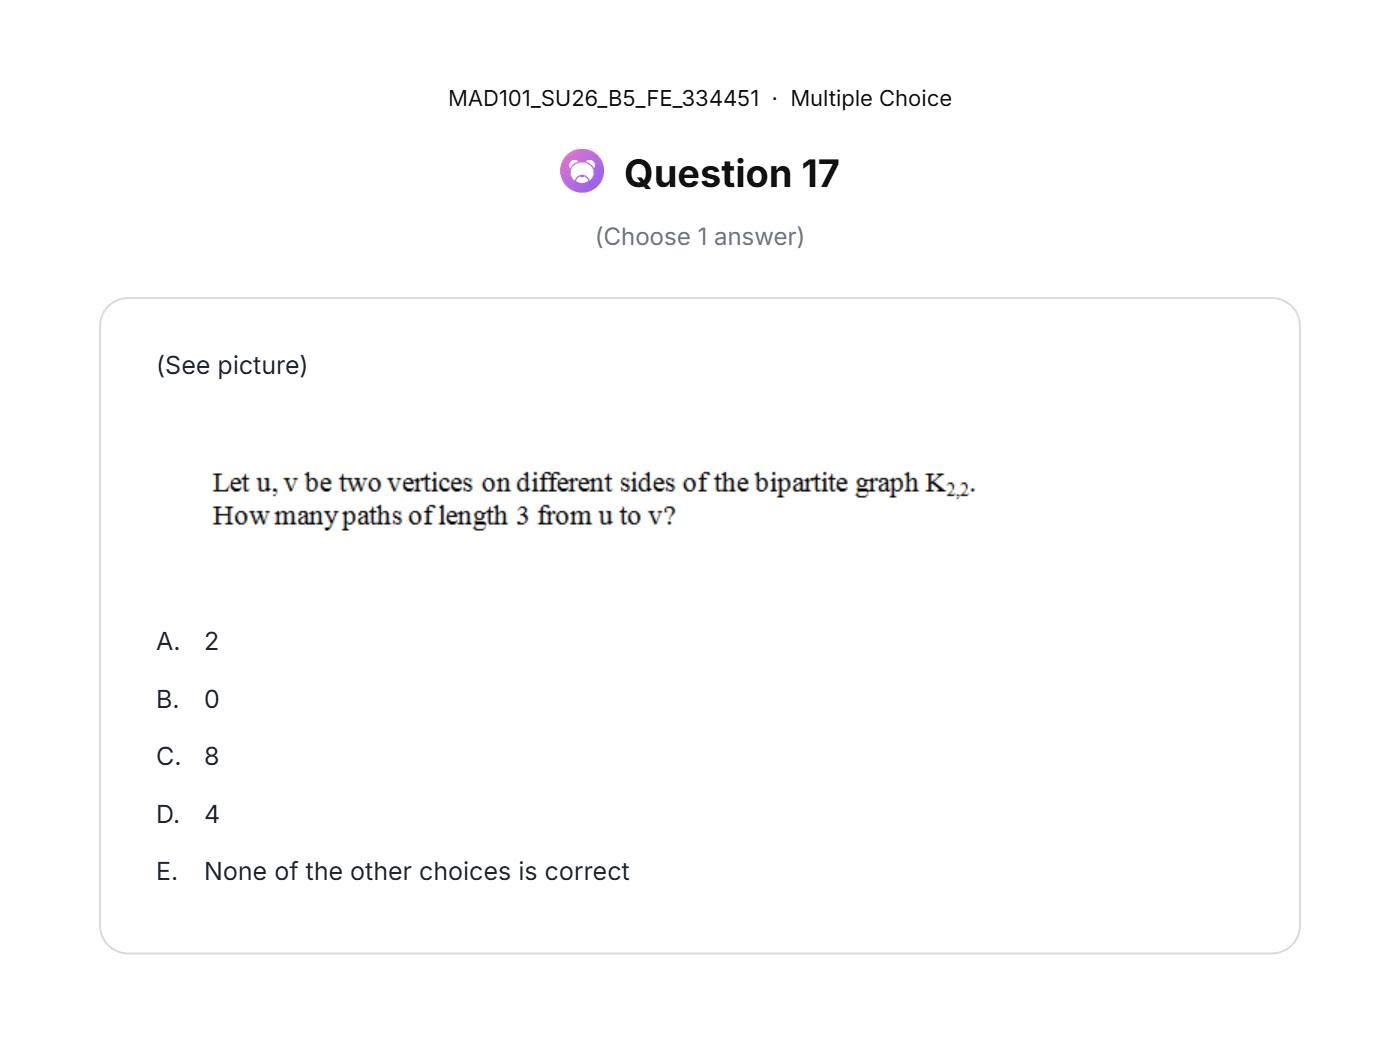 MAD101_SU26_B5_FE_334451 · Multiple Choice
Question 17
(Choose 1 answer)
(See picture)
Let u, v be two vertices on different sides of the bipartite graph K2,2.
How many paths of length 3 from u to v?
A. 2
B. 0
C. 8
D. 4
E. None of the other choices is correct